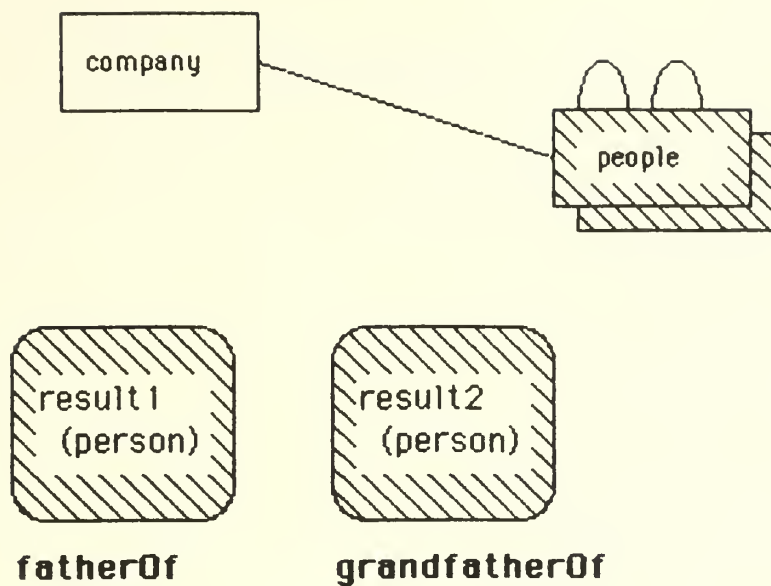 company
people
result1
(person)
result2
(person)
fatherOf
grandfatherOf